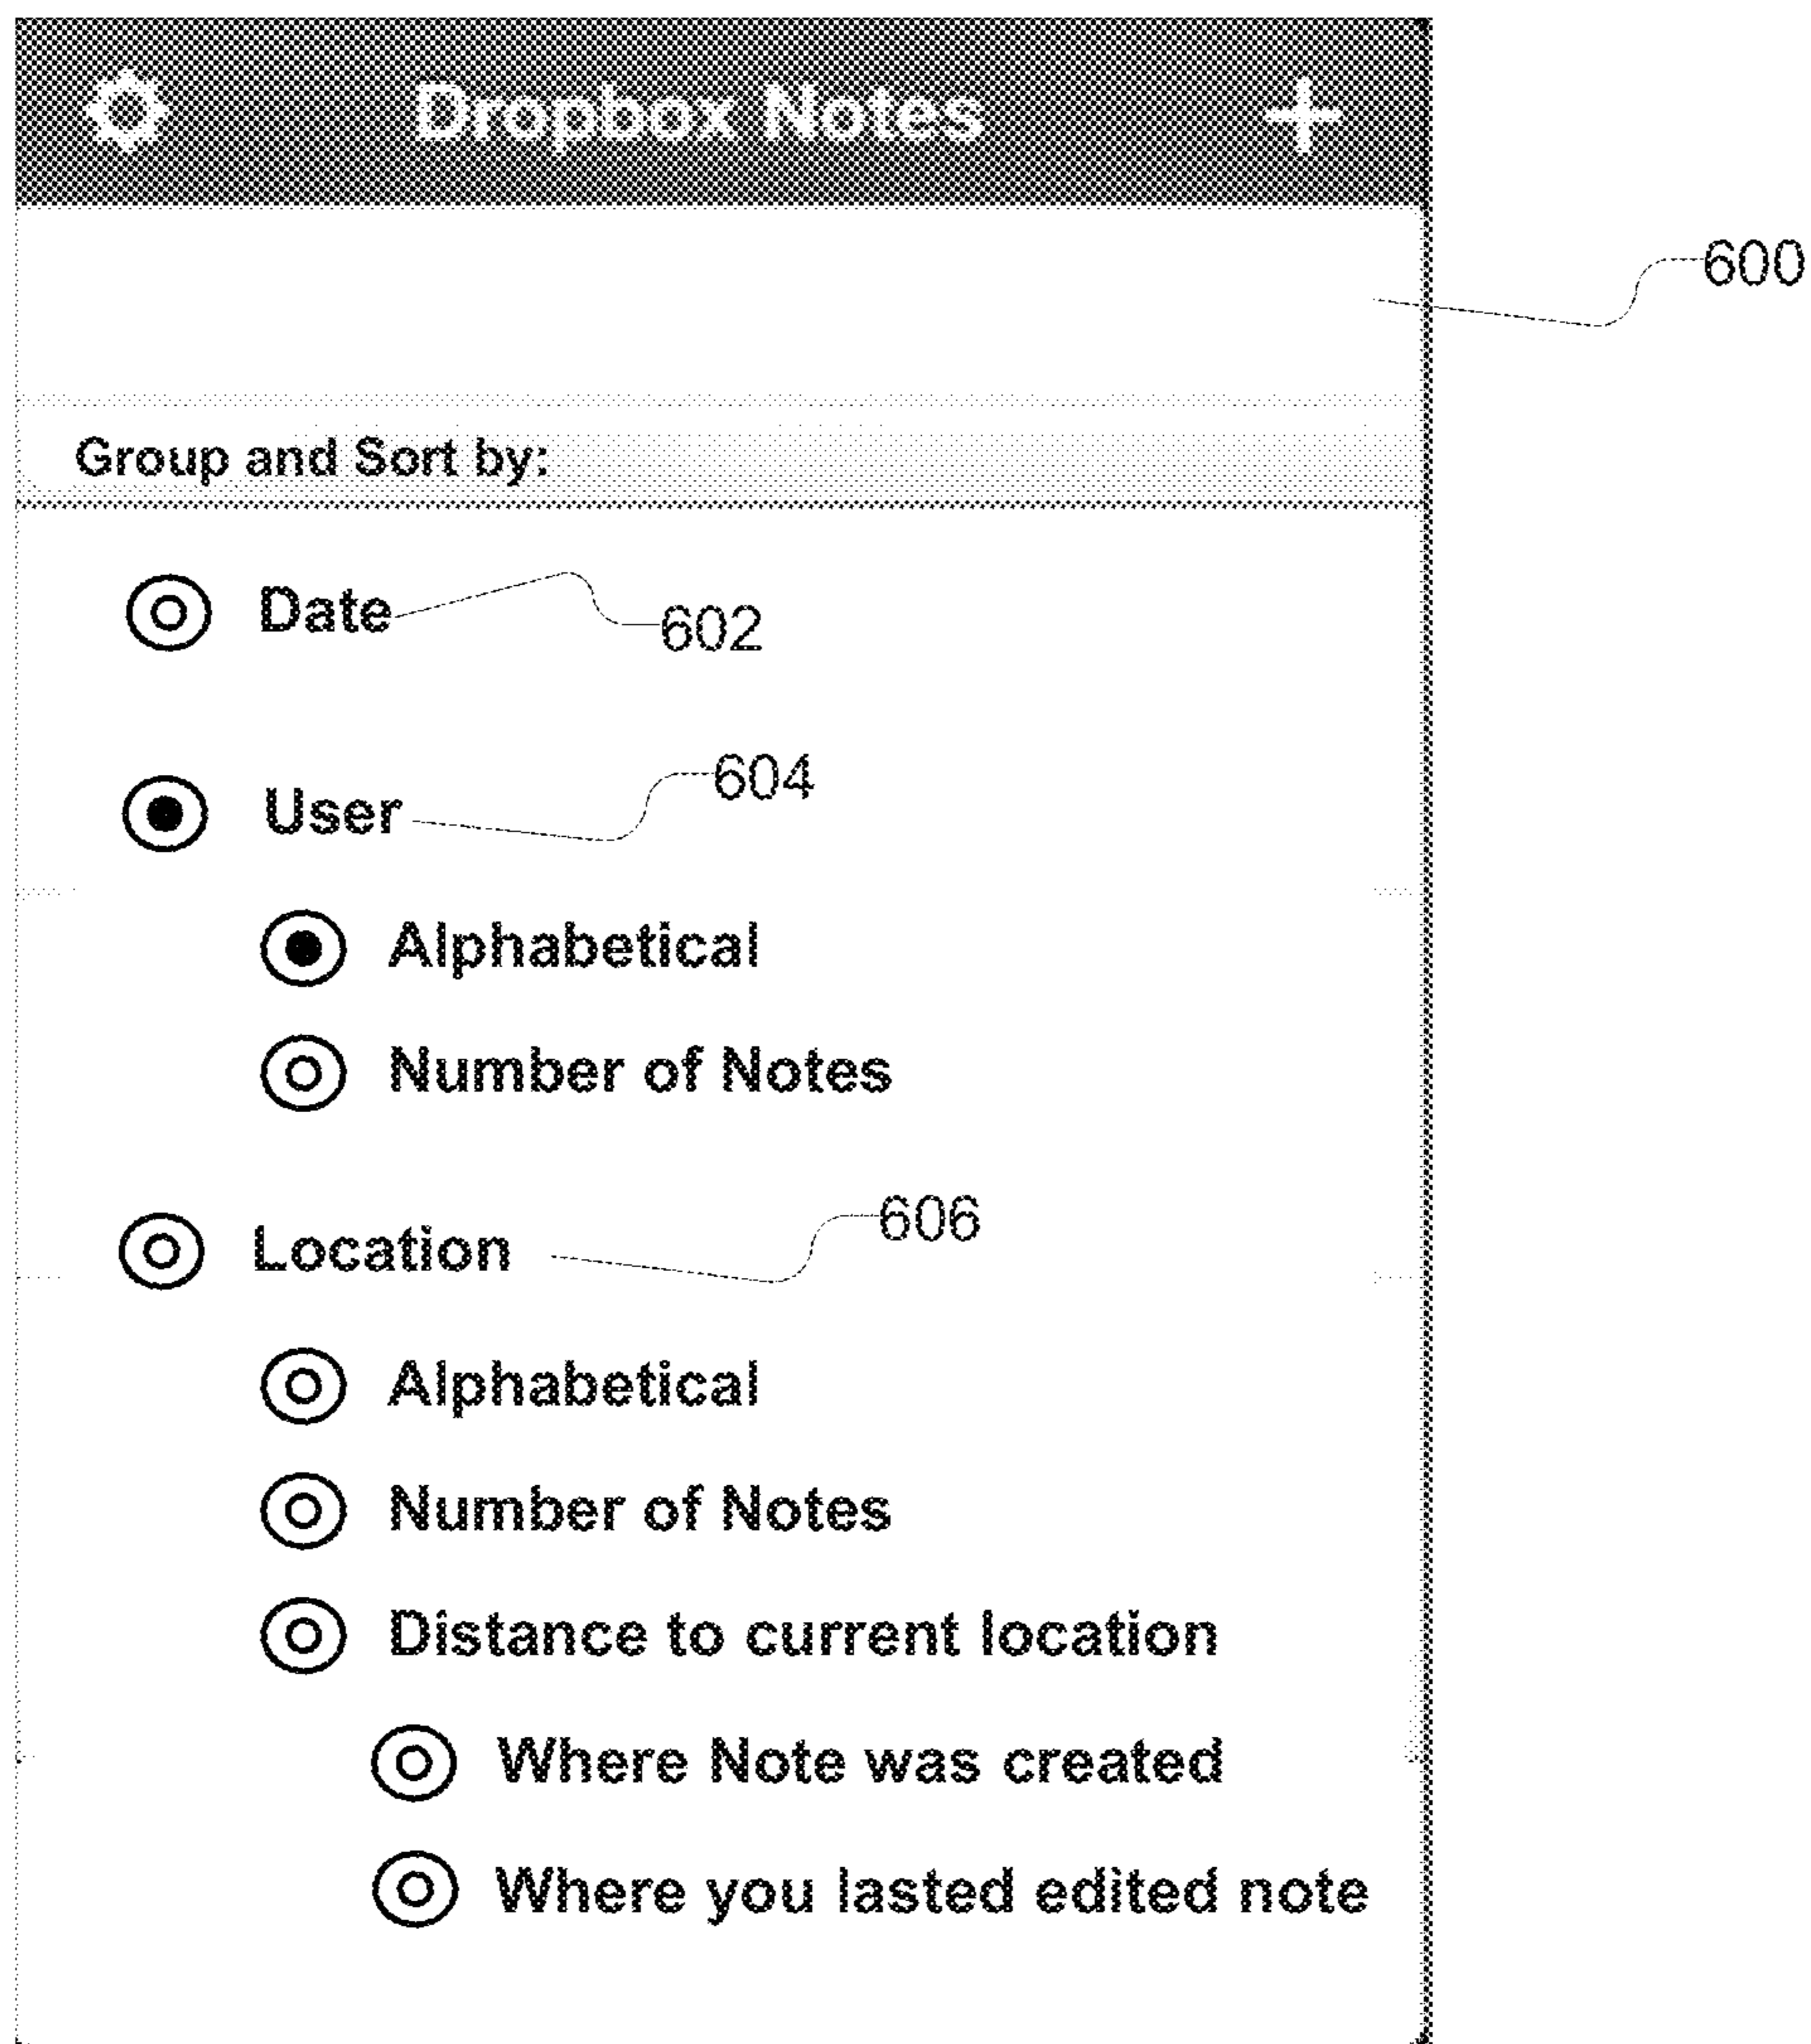 Dropbox Notes
600
Group and Sort by:
Date
602
604
User
Alphabetical
Number of Notes
606
Location
Alphabetical
Number of Notes
Distance to current location
Where Note was created
Where you lasted edited note